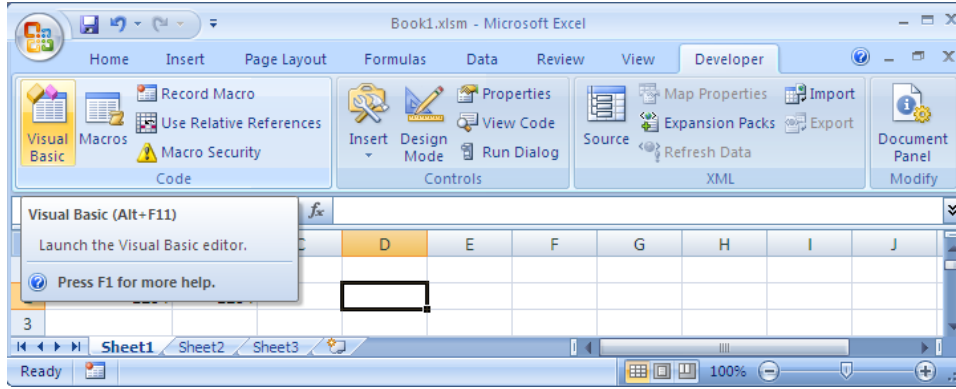 Book1.xlsm - Microsoft Excel
Home Insert Page Layout Formulas Data Review View Developer
Visual Basic
Macros
Record Macro
Use Relative References
Macro Security
Code
Insert
Design Mode
Properties
View Code
Run Dialog
Controls
Source
Map Properties
Expansion Packs
Refresh Data
Import
Export
XML
Document Panel
Modify
fx
Visual Basic (Alt+F11)
Launch the Visual Basic editor.
Press F1 for more help.
D E F G H I J
3
Sheet1 Sheet2 Sheet3
Ready
100%